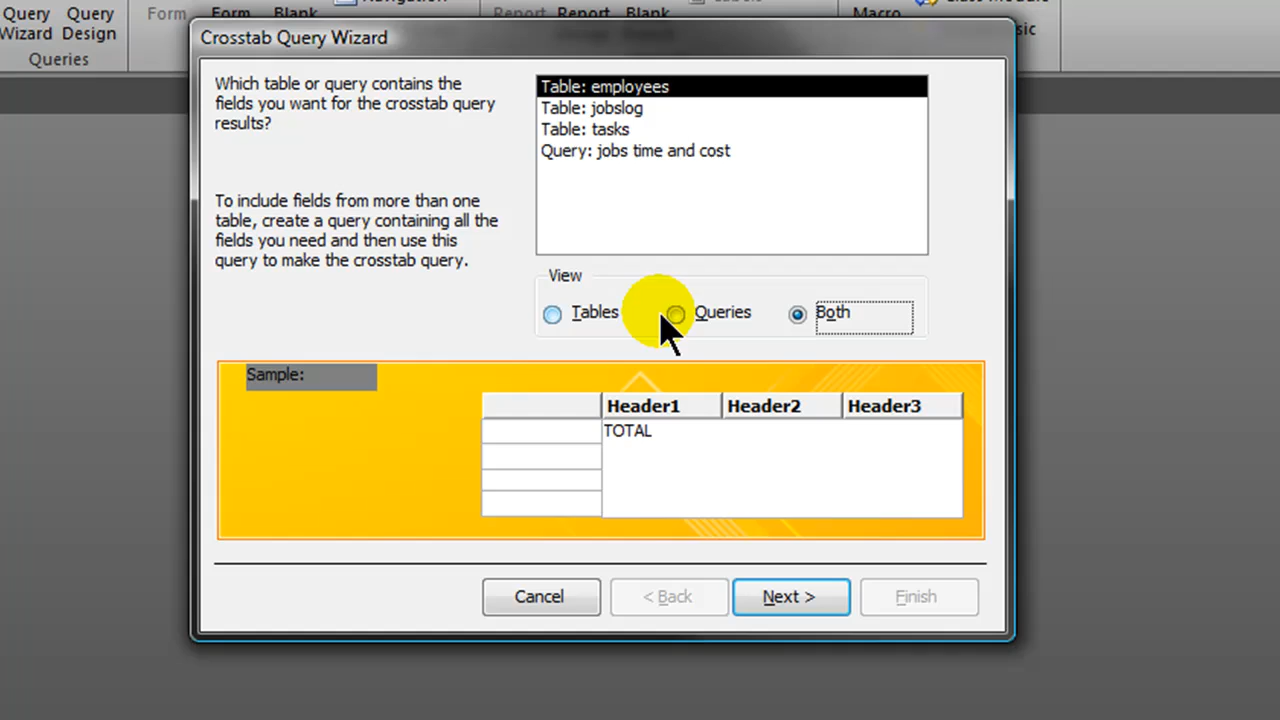 Query
Wizard
Query
Design
Queries
Form
Form
Blank
Report
Report
Blank
Labels
Macro
Class Module
Crosstab Query Wizard
Which table or query contains the
fields you want for the crosstab query
results?
To include fields from more than one
table, create a query containing all the
fields you need and then use this
query to make the crosstab query.
Table: employees
Table: jobslog
Table: tasks
Query: jobs time and cost
View
Tables
Queries
Both
Sample:
Header1 Header2 Header3
TOTAL
Cancel
< Back
Next >
Finish